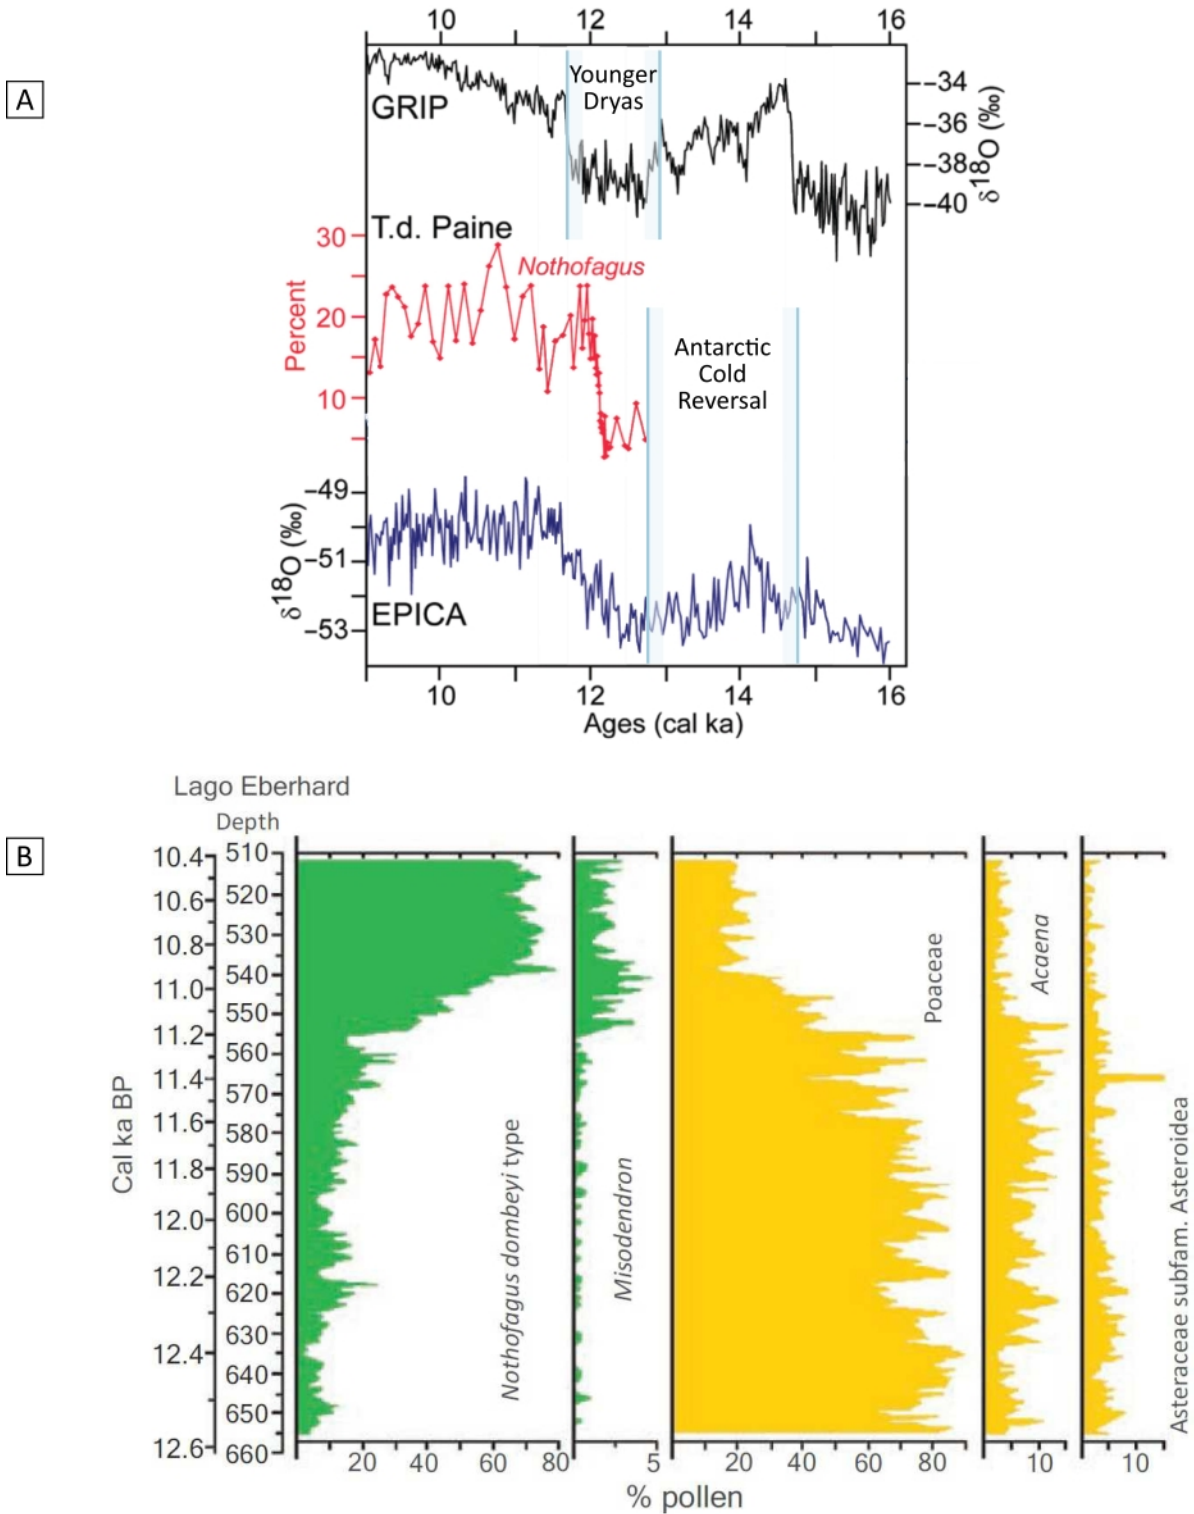 A
10 12 14 16
Younger
Dryas
GRIP
−34
−36
−38
−40
δ18O (‰)
T.d. Paine
30
20
10
Percent
Nothofagus
Antarctic
Cold
Reversal
−49
−51
−53
δ18O (‰)
EPICA
10 12 14 16
Ages (cal ka)
Lago Eberhard
Depth
B
10.4
10.6
10.8
11.0
11.2
11.4
11.6
11.8
12.0
12.2
12.4
12.6
Cal ka BP
510
520
530
540
550
560
570
580
590
600
610
620
630
640
650
660
Nothofagus dombeyi type
Misodendron
Poaceae
Acaena
Asteraceae subfam. Asteroidea
20 40 60 80 5 20 40 60 80 10 10
% pollen